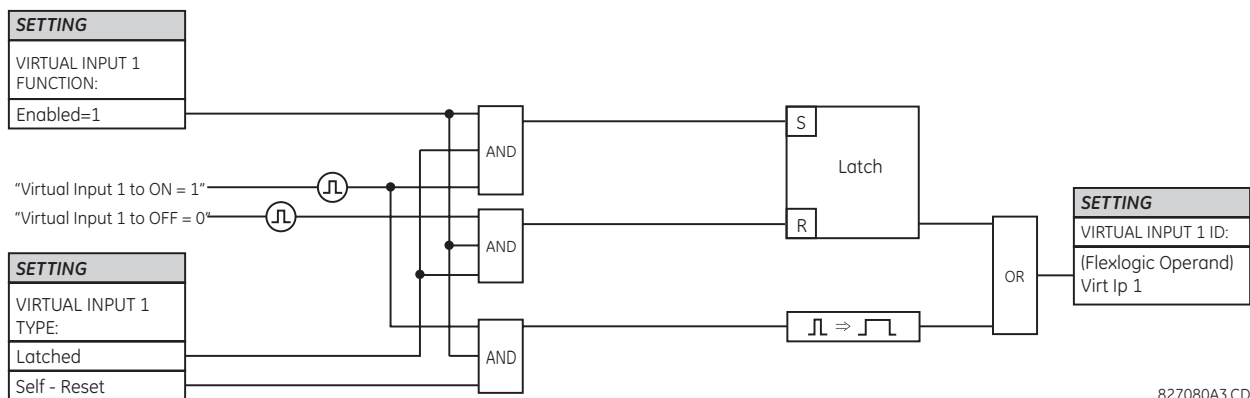 SETTING
VIRTUAL INPUT 1
FUNCTION:
Enabled=1
"Virtual Input 1 to ON = 1"
"Virtual Input 1 to OFF = 0"
SETTING
VIRTUAL INPUT 1
TYPE:
Latched
Self - Reset
AND
AND
AND
S
Latch
R
OR
SETTING
VIRTUAL INPUT 1 ID:
(Flexlogic Operand)
Virt Ip 1
827080A3.CD